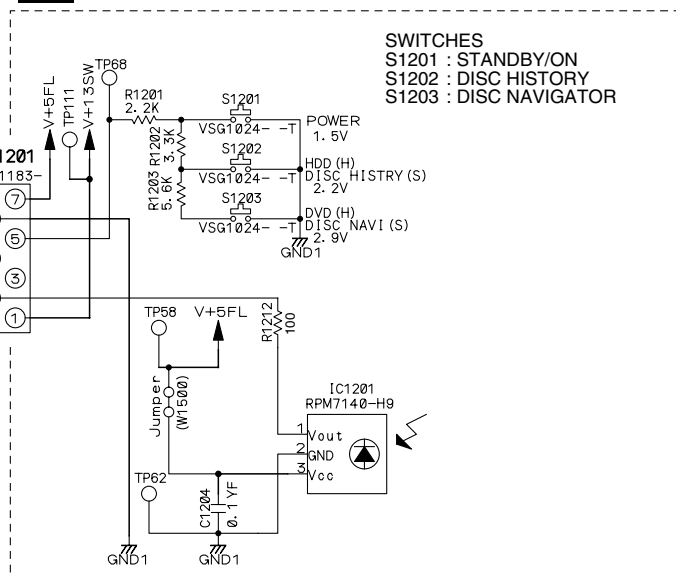 SWITCHES
S1201 : STANDBY/ON
S1202 : DISC HISTORY
S1203 : DISC NAVIGATOR
TP68
V+5FL
TP111
V+13SW
R1201
2.2K
S1201
VSG1024- -T
POWER
1.5V
R1202
3.3K
S1202
VSG1024- -T
HDD (H)
DISC HISTRY (S)
2.2V
R1203
5.6K
S1203
VSG1024- -T
DVD (H)
DISC NAVI (S)
2.9V
GND1
1201
1183-
7
5
3
1
TP58
V+5FL
R1212
100
Jumper
(W1500)
IC1201
RPM7140-H9
1
Vout
2
GND
3
Vcc
TP62
C1204
0.1 YF
GND1
GND1